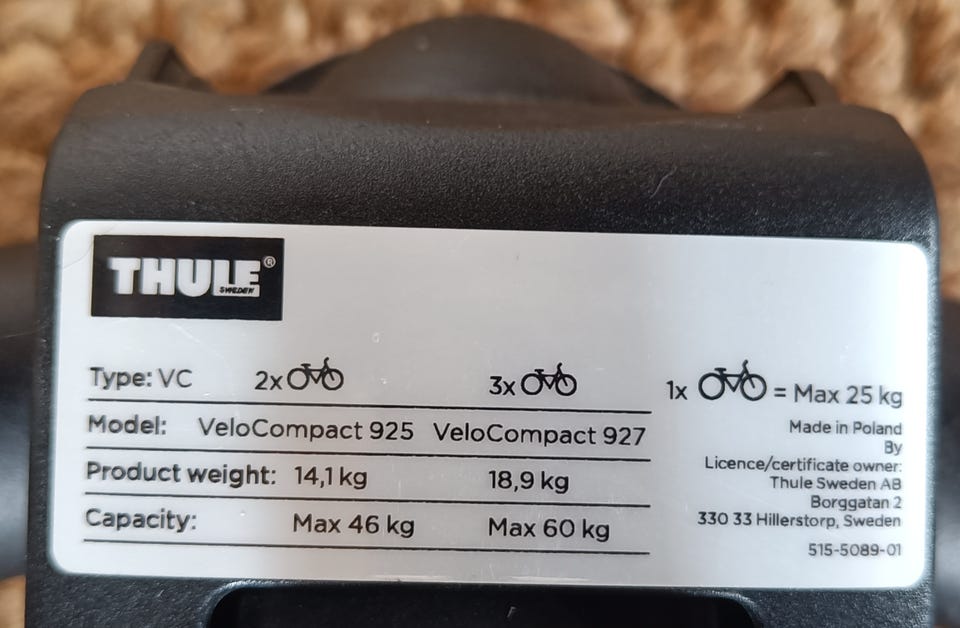 THULE®
SWEDEN
Type: VC 2x 3x
Model: VeloCompact 925 VeloCompact 927
Product weight: 14,1 kg 18,9 kg
Capacity: Max 46 kg Max 60 kg
1x = Max 25 kg
Made in Poland
By
Licence/certificate owner:
Thule Sweden AB
Borggatan 2
330 33 Hillerstorp, Sweden
515-5089-01